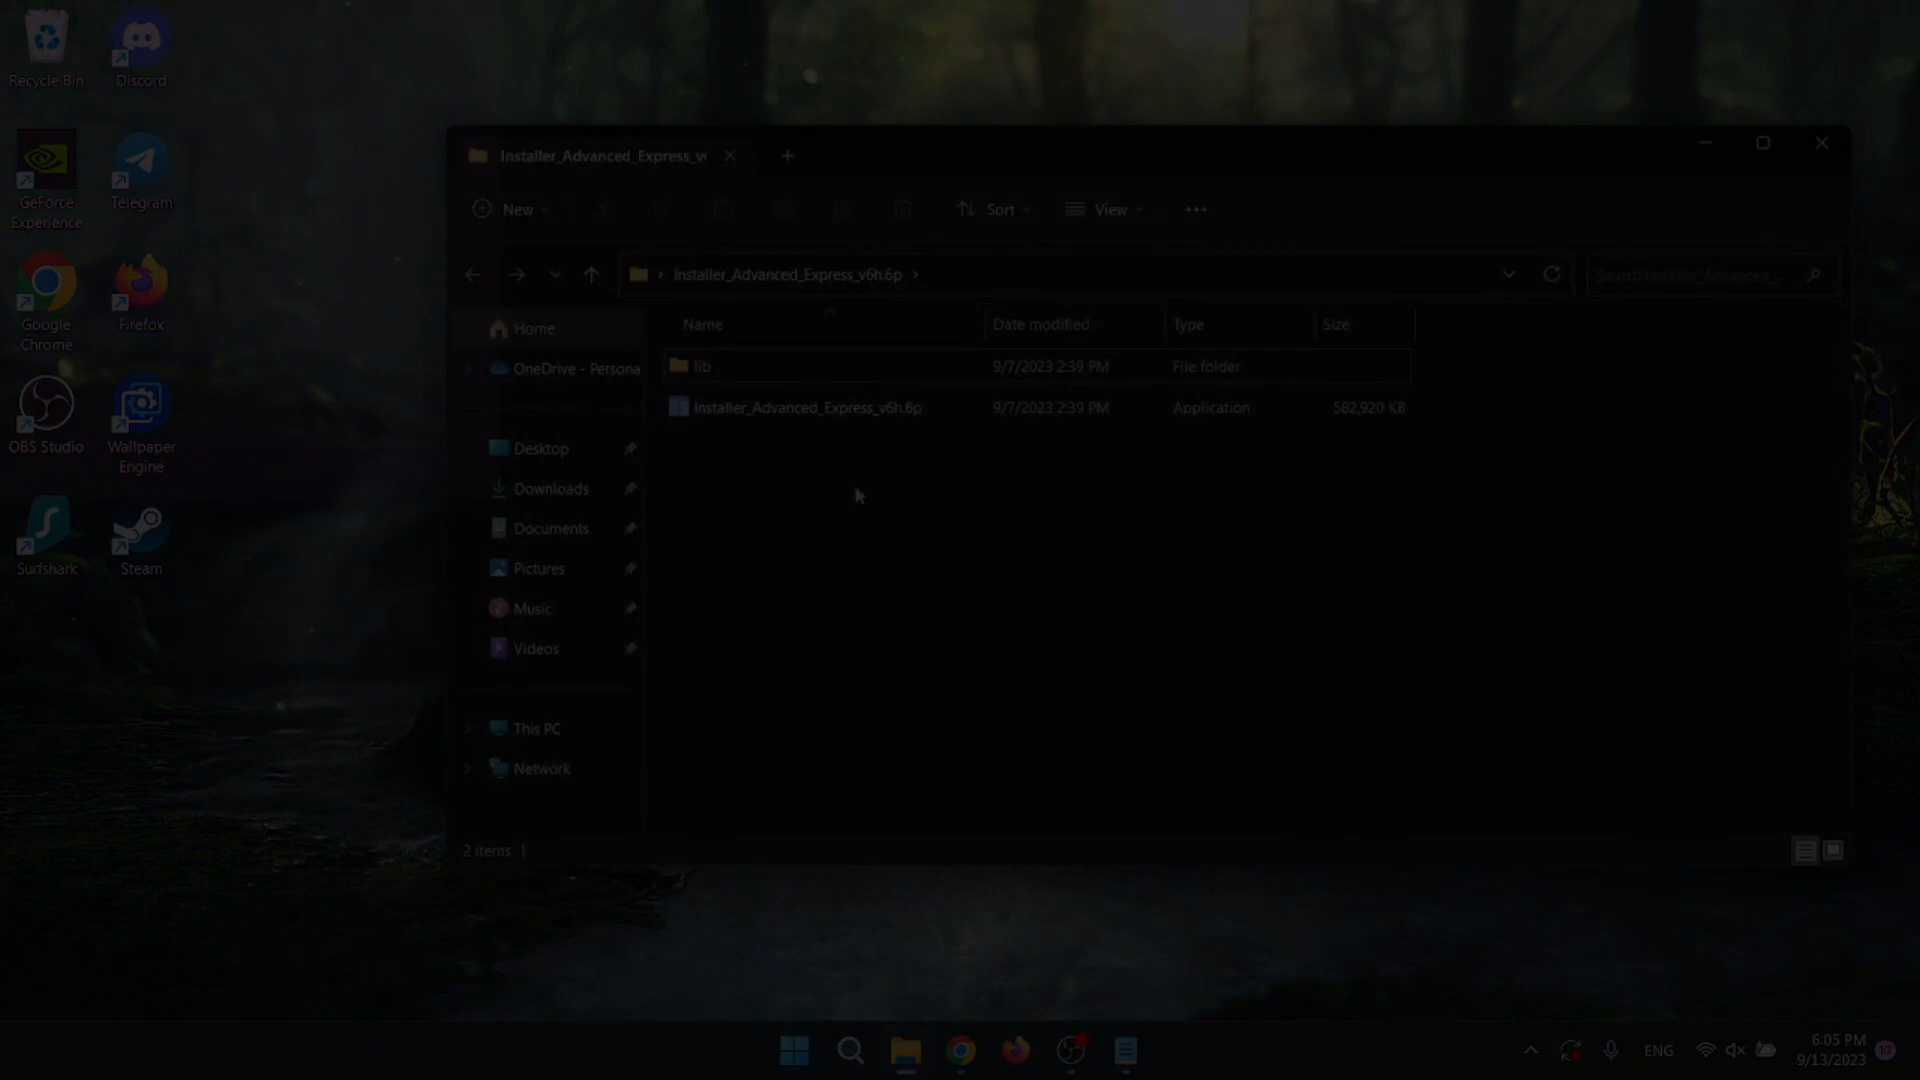 Recycle Bin
Discord
GeForce
Experience
Telegram
Google
Chrome
Firefox
OBS Studio
Wallpaper
Engine
Surfshark
Steam
Installer_Advanced_Express_v
New
Sort
View
Installer_Advanced_Express_v6h.6p
Search Installer_Advanced_...
Home
OneDrive - Persona
Desktop
Downloads
Documents
Pictures
Music
Videos
This PC
Network
Name Date modified Type Size
lib 9/7/2023 2:39 PM File folder
Installer_Advanced_Express_v6h.6p 9/7/2023 2:39 PM Application 582,920 KB
2 items
ENG
6:05 PM
9/13/2023
10